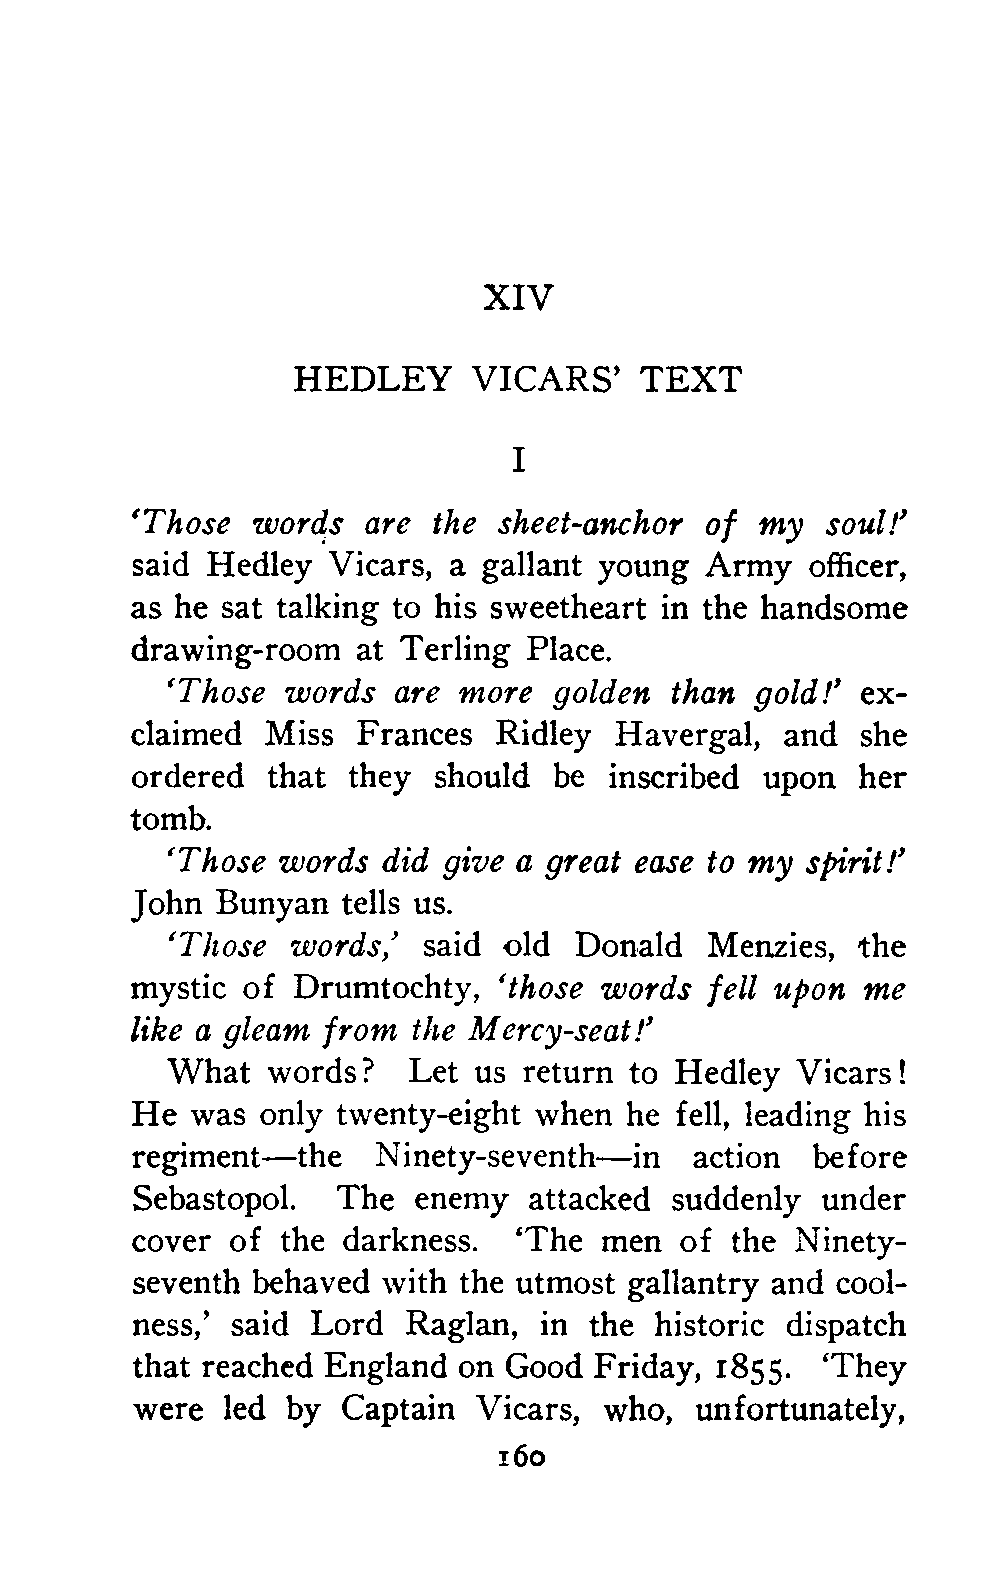 XIV
HEDLEY VICARS’ TEXT
I
‘Those words are the sheet-anchor of my soul!’
said Hedley Vicars, a gallant young Army officer,
as he sat talking to his sweetheart in the handsome
drawing-room at Terling Place.
‘Those words are more golden than gold!’ ex-
claimed Miss Frances Ridley Havergal, and she
ordered that they should be inscribed upon her
tomb.
‘Those words did give a great ease to my spirit!’
John Bunyan tells us.
‘Those words,’ said old Donald Menzies, the
mystic of Drumtochty, ‘those words fell upon me
like a gleam from the Mercy-seat!’
What words? Let us return to Hedley Vicars!
He was only twenty-eight when he fell, leading his
regiment—the Ninety-seventh—in action before
Sebastopol. The enemy attacked suddenly under
cover of the darkness. ‘The men of the Ninety-
seventh behaved with the utmost gallantry and cool-
ness,’ said Lord Raglan, in the historic dispatch
that reached England on Good Friday, 1855. ‘They
were led by Captain Vicars, who, unfortunately,
160